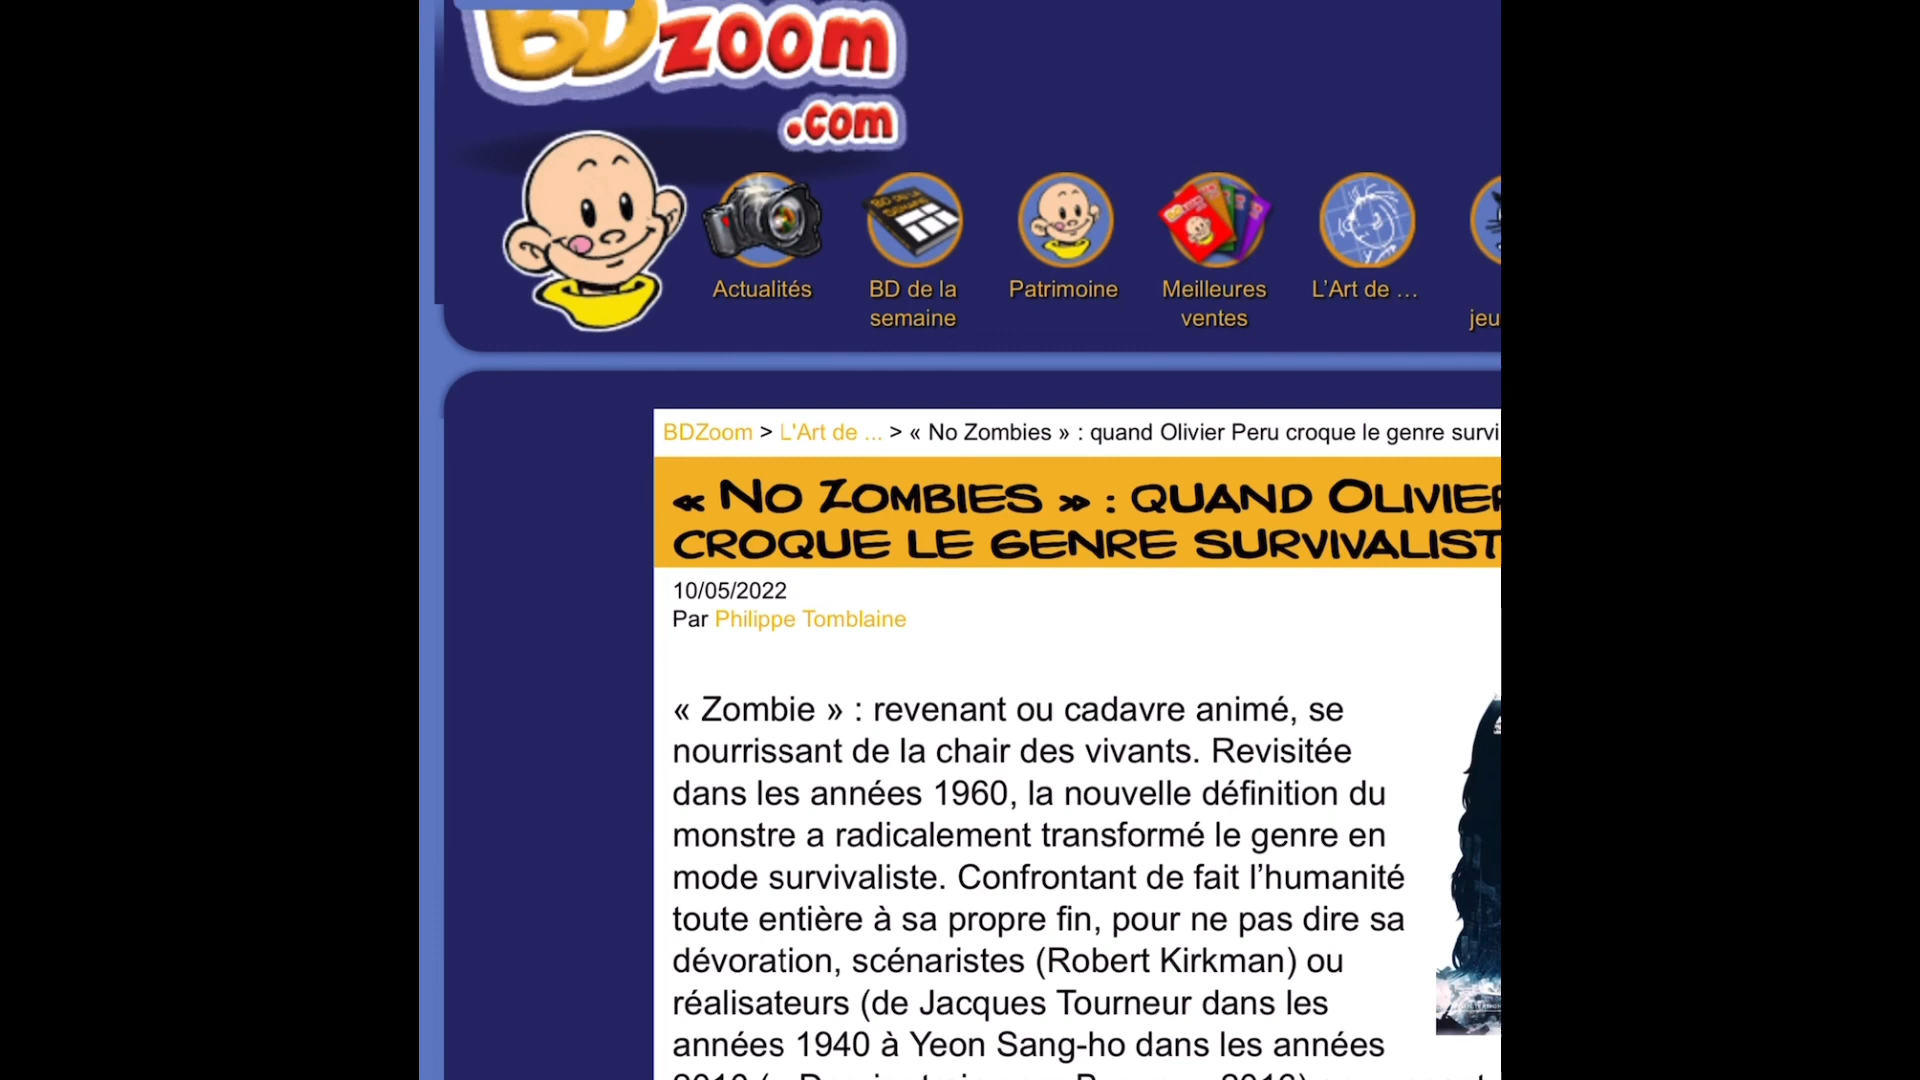 BDzoom
.com
Actualités
BD de la
semaine
Patrimoine
Meilleures
ventes
L’Art de …
jeu
BDZoom > L'Art de ... > « No Zombies » : quand Olivier Peru croque le genre survi
« No Zombies » : quand Olivier
croque le genre survivalist
10/05/2022
Par Philippe Tomblaine
« Zombie » : revenant ou cadavre animé, se
nourrissant de la chair des vivants. Revisitée
dans les années 1960, la nouvelle définition du
monstre a radicalement transformé le genre en
mode survivaliste. Confrontant de fait l’humanité
toute entière à sa propre fin, pour ne pas dire sa
dévoration, scénaristes (Robert Kirkman) ou
réalisateurs (de Jacques Tourneur dans les
années 1940 à Yeon Sang-ho dans les années